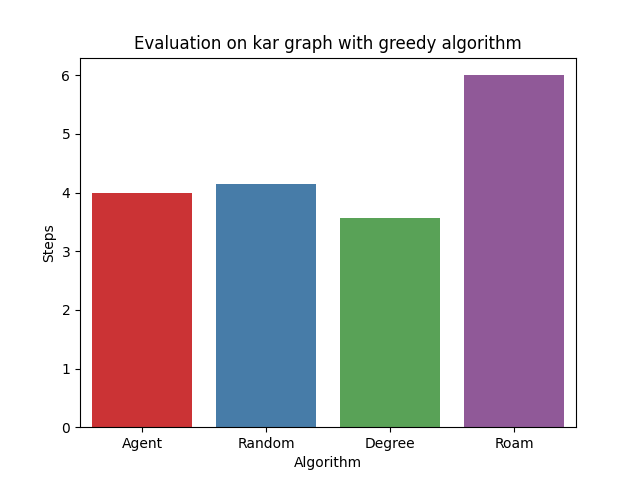 Evaluation on kar graph with greedy algorithm
6
5
4
3
2
1
0
Steps
Agent Random Degree Roam
Algorithm